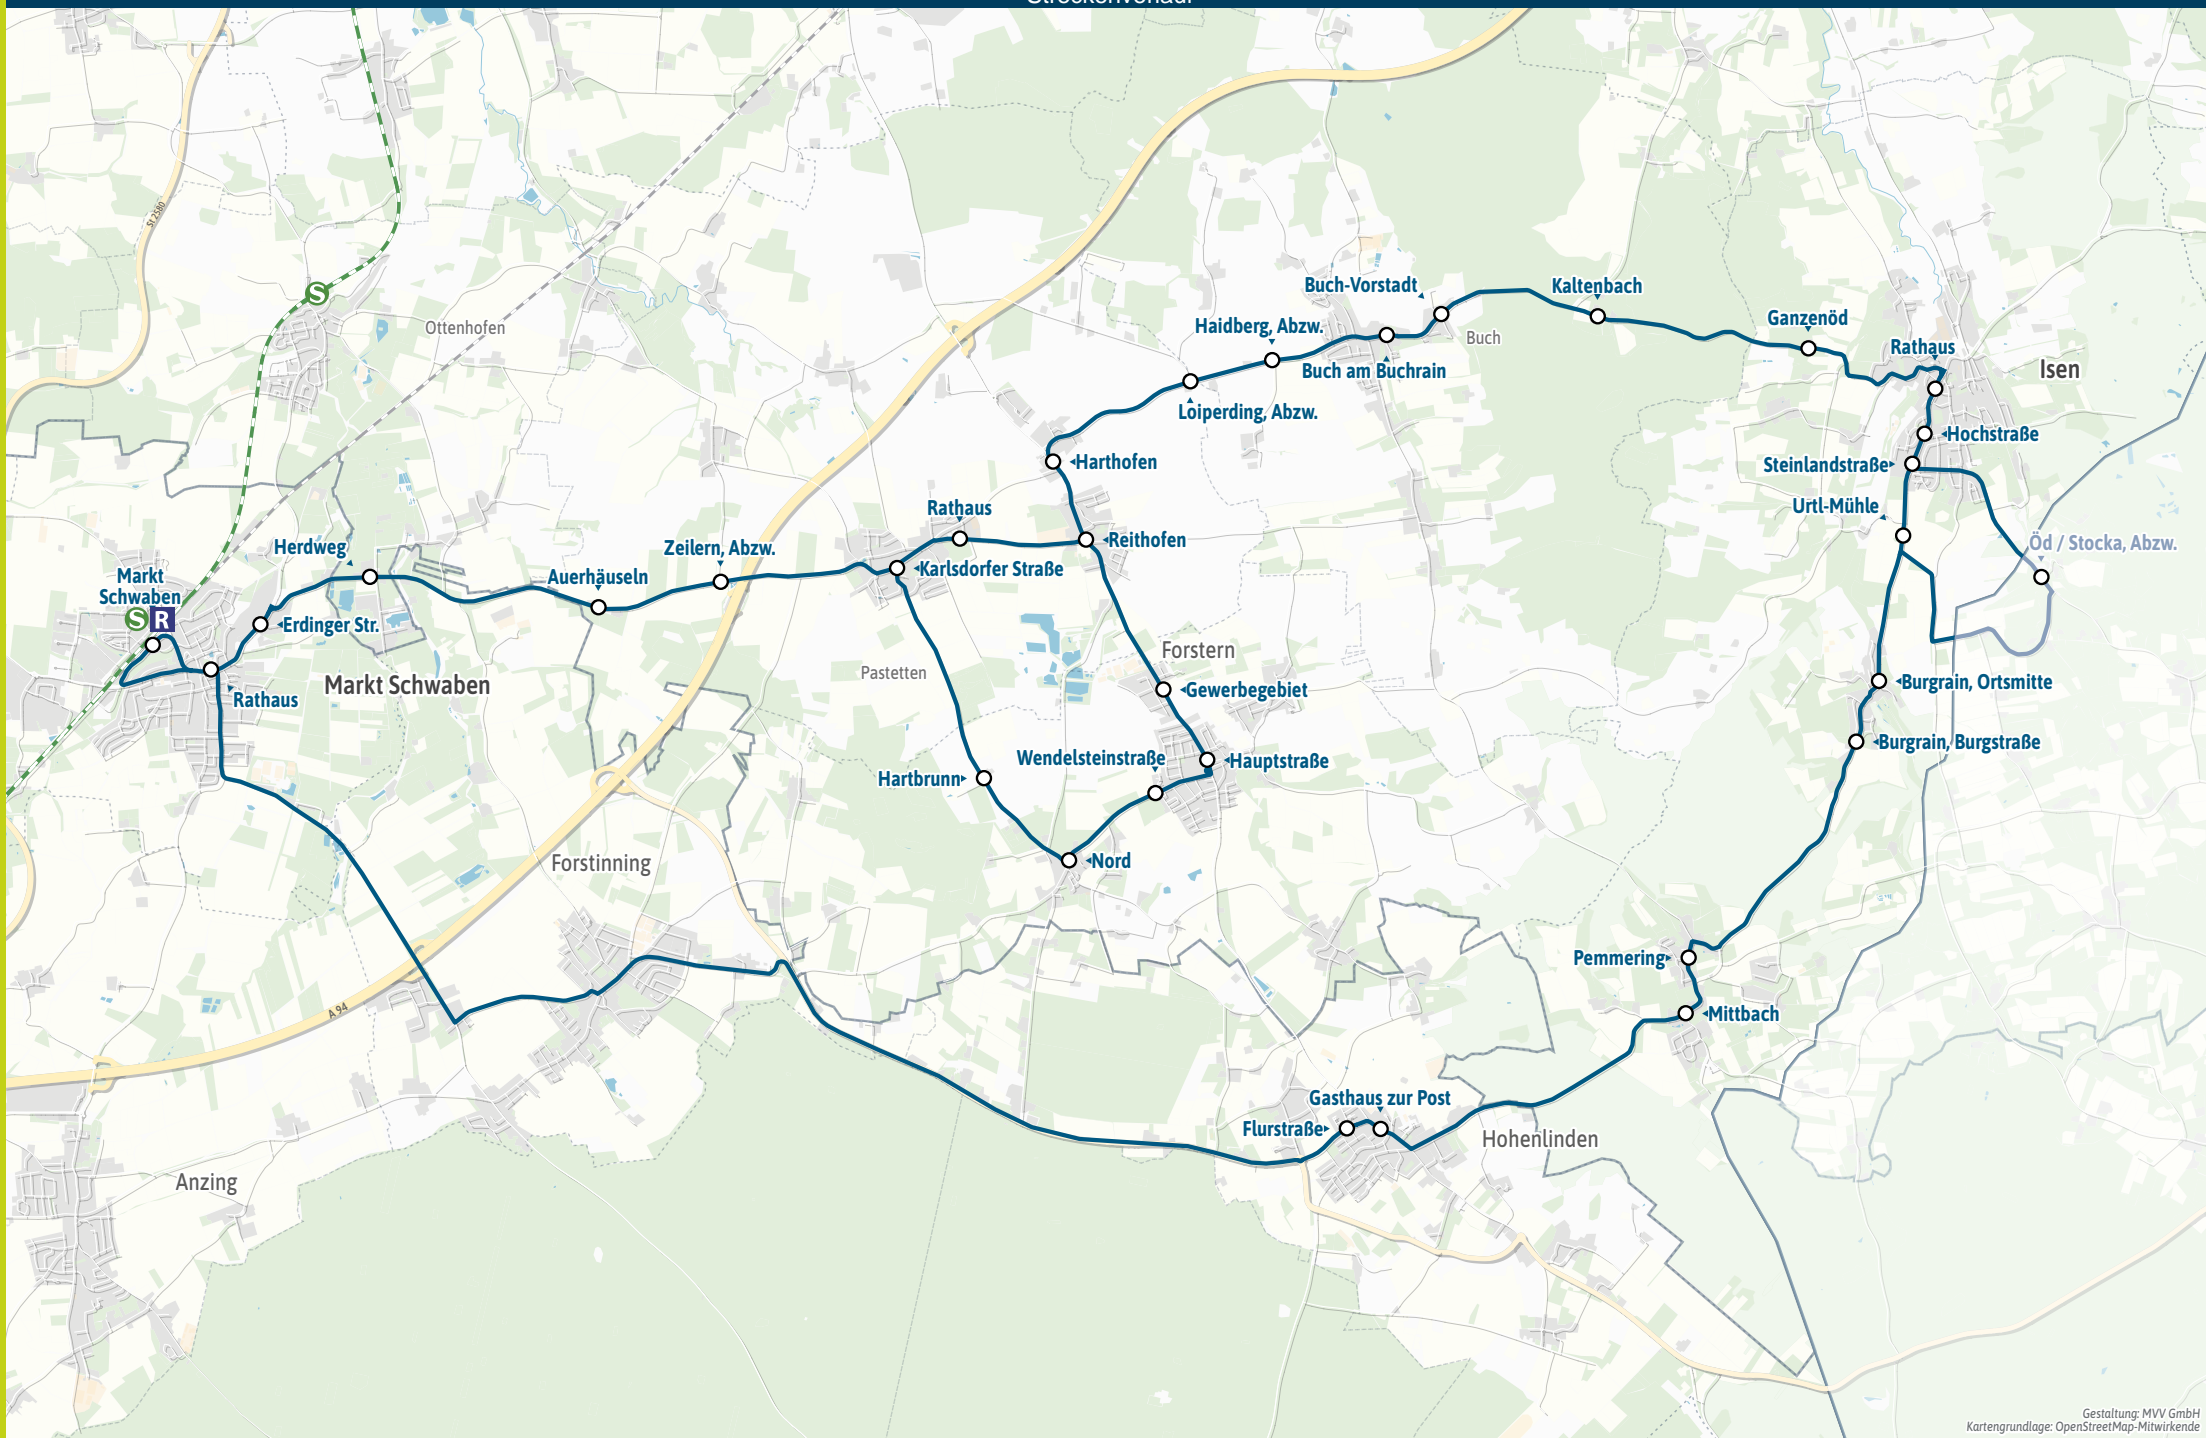 Streckenverlauf
St 2580
S
Ottenhofen
Buch-Vorstadt
Kaltenbach
Haidberg, Abzw.
Buch
Ganzenöd
Rathaus
Isen
Buch am Buchrain
Loiperding, Abzw.
Hochstraße
Harthofen
Steinlandstraße
Urtl-Mühle
Rathaus
Reithofen
Herdweg
Zeilern, Abzw.
Öd / Stocka, Abzw.
Markt
Schwaben
Auerhäuseln
Karlsdorfer Straße
S R
Erdinger Str.
Forstern
Pastetten
Markt Schwaben
Gewerbegebiet
Burgrain, Ortsmitte
Rathaus
Burgrain, Burgstraße
Wendelsteinstraße
Hauptstraße
Hartbrunn
Nord
Forstinning
Pemmering
A 94
Mittbach
Gasthaus zur Post
Flurstraße
Hohenlinden
Anzing
Gestaltung: MVV GmbH
Kartengrundlage: OpenStreetMap-Mitwirkende